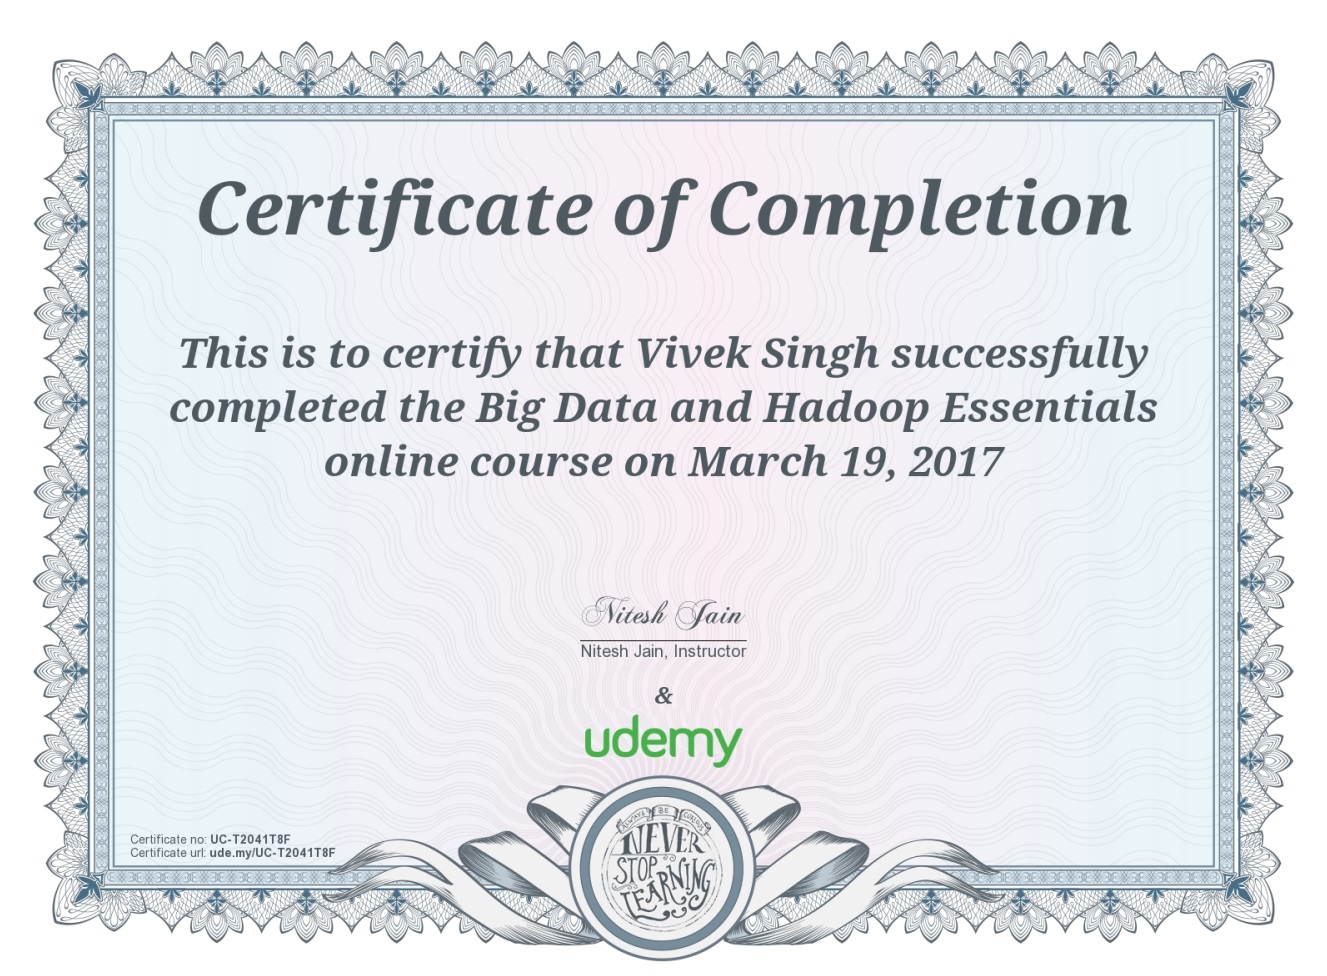 Certificate of Completion
This is to certify that Vivek Singh successfully
completed the Big Data and Hadoop Essentials
online course on March 19, 2017
Nitesh Jain
Nitesh Jain, Instructor
&
udemy
Certificate no: UC-T2041T8F
Certificate url: ude.my/UC-T2041T8F
ALWAYS BE CURIOUS
NEVER
STOP
LEARNING